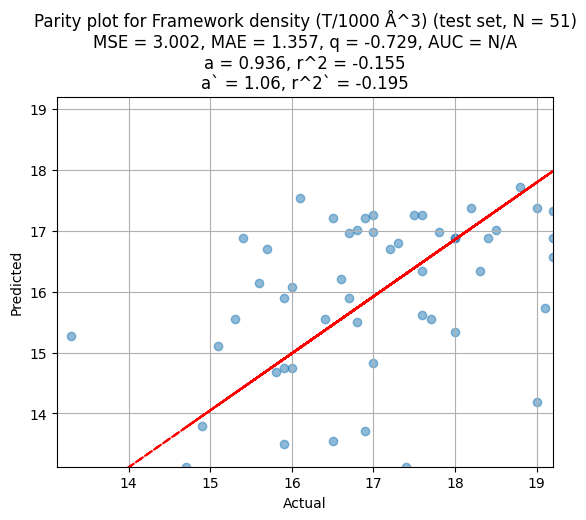 Parity plot for Framework density (T/1000 Å^3) (test set, N = 51)
MSE = 3.002, MAE = 1.357, q = -0.729, AUC = N/A
a = 0.936, r^2 = -0.155
a` = 1.06, r^2` = -0.195
19
18
17
16
15
14
Predicted
14 15 16 17 18 19
Actual